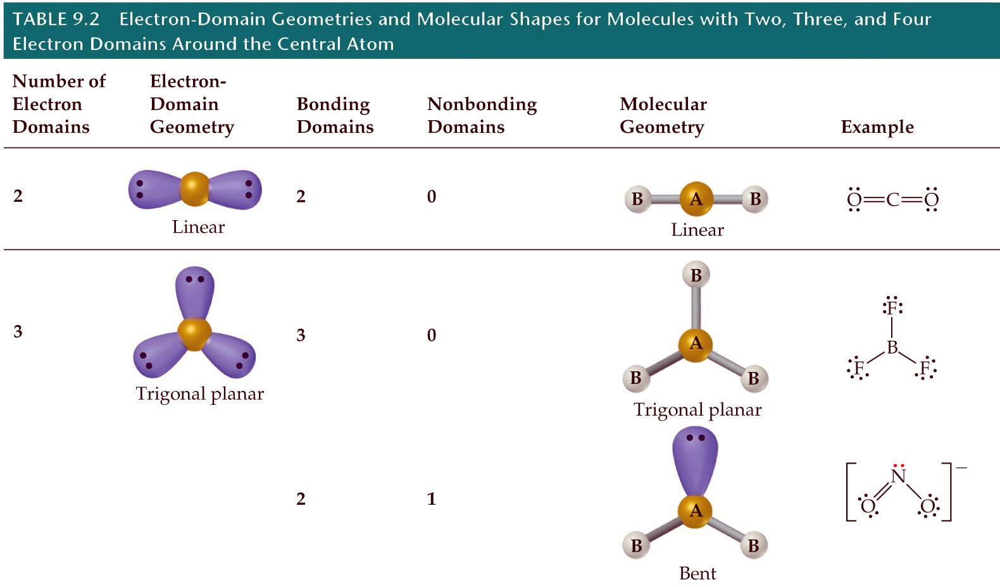 TABLE 9.2 Electron-Domain Geometries and Molecular Shapes for Molecules with Two, Three, and Four
Electron Domains Around the Central Atom
Number of
Electron
Domains
Electron-
Domain
Geometry
Bonding
Domains
Nonbonding
Domains
Molecular
Geometry
Example
2
Linear
2
0
B A B
Linear
O=C=O
3
Trigonal planar
3
0
B
A
B B
Trigonal planar
F
B
F F
2
1
A
B B
Bent
[ N ]−
O O